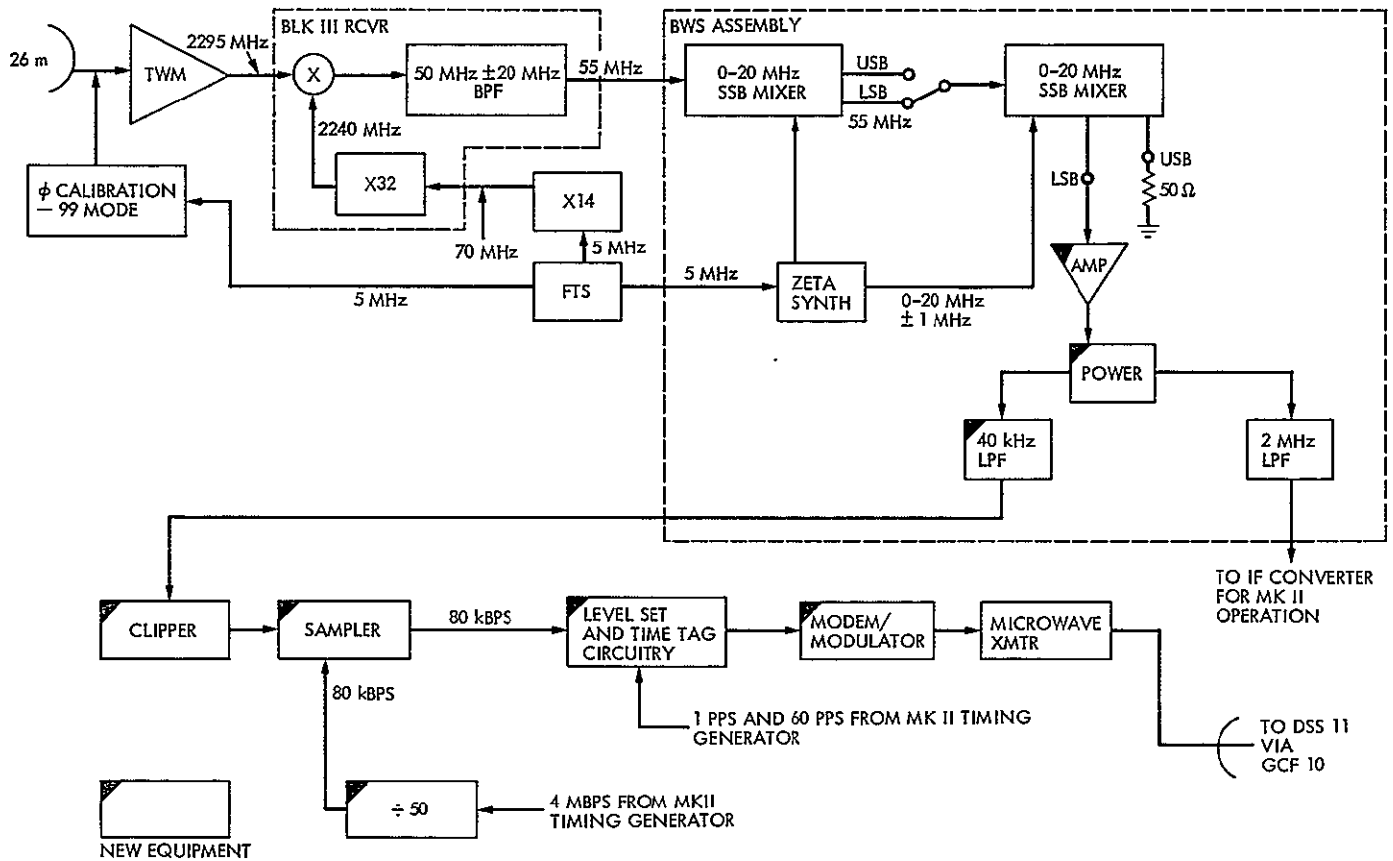 BLK III RCVR
BWS ASSEMBLY
26 m
TWM
2295 MHz
X
50 MHz ±20 MHz
BPF
55 MHz
0-20 MHz
SSB MIXER
USB
LSB
55 MHz
0-20 MHz
SSB MIXER
2240 MHz
X32
X14
70 MHz
5 MHz
ϕ CALIBRATION
— 99 MODE
5 MHz
FTS
5 MHz
ZETA
SYNTH
0-20 MHz
± 1 MHz
LSB
USB
50 Ω
AMP
POWER
40 kHz
LPF
2 MHz
LPF
TO IF CONVERTER
FOR MK II
OPERATION
CLIPPER
SAMPLER
80 kBPS
LEVEL SET
AND TIME TAG
CIRCUITRY
MODEM/
MODULATOR
MICROWAVE
XMTR
80 kBPS
1 PPS AND 60 PPS FROM MK II TIMING
GENERATOR
TO DSS 11
VIA
GCF 10
÷ 50
4 MBPS FROM MKII
TIMING GENERATOR
NEW EQUIPMENT